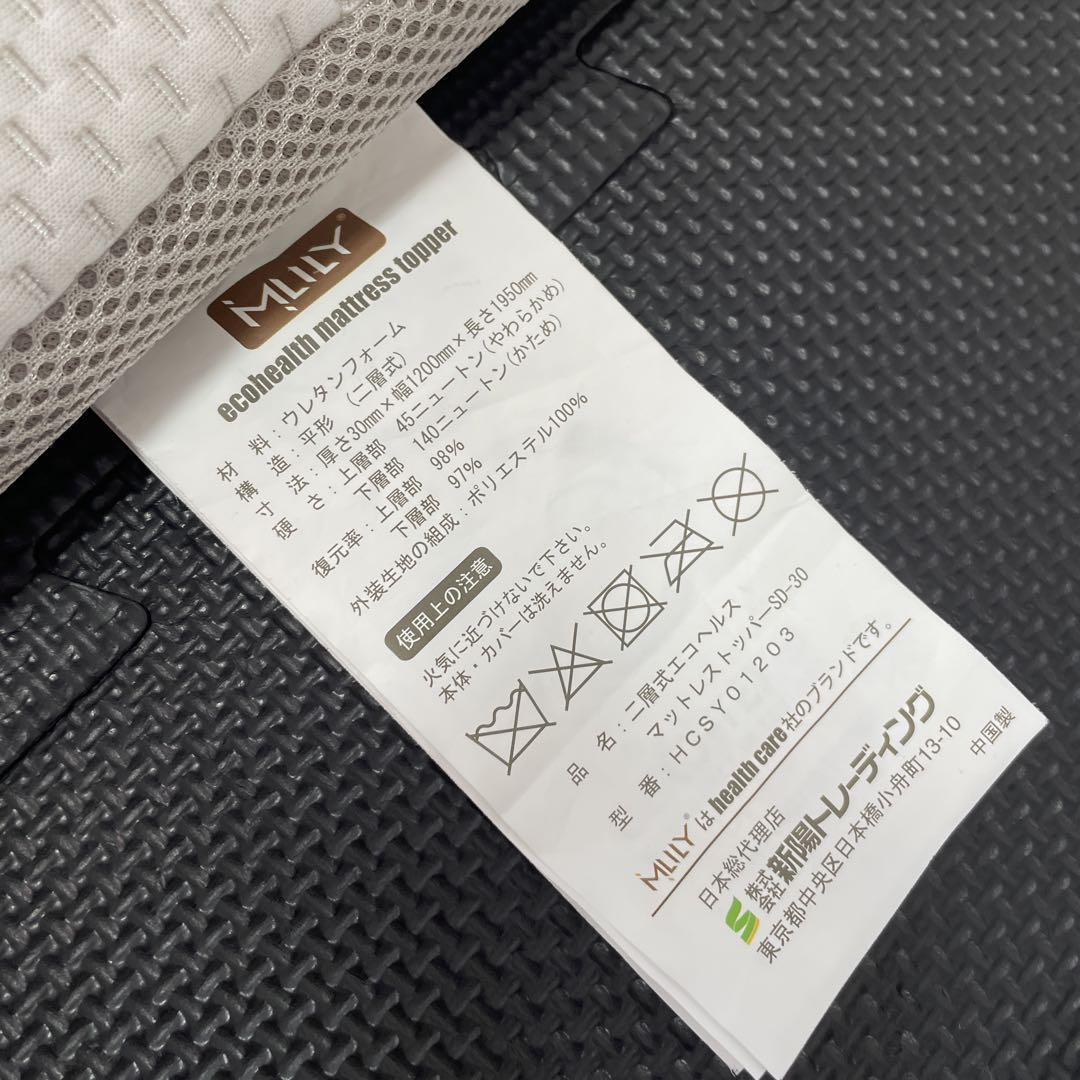 MLILY®
ecohealth mattress topper
材料：ウレタンフォーム
構造：平形（二層式）
寸法：厚さ30mm×幅1200mm×長さ1950mm
硬さ：上層部 45ニュートン(やわらかめ)
下層部 140ニュートン(かため)
復元率：上層部 98%
下層部 97%
外装生地の組成：ポリエステル100%
使用上の注意
火気に近づけないで下さい。
本体・カバーは洗えません。
品名：二層式エコヘルス
マットレストッパーSD-30
型番：HCSY01203
MLILY®はhealth care社のブランドです。
日本総代理店
株式会社新陽トレーディング
東京都中央区日本橋小舟町13-10
中国製